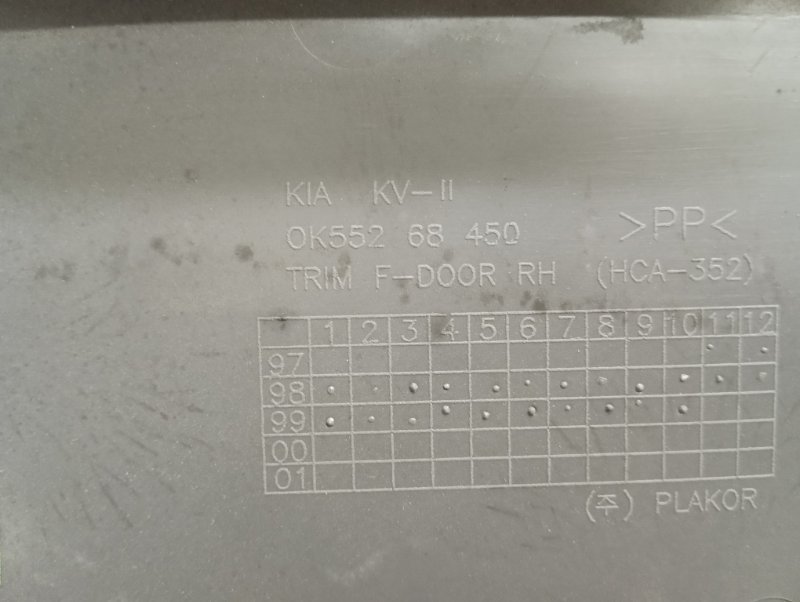 KIA KV-II
0K552 68 450
>PP<
TRIM F-DOOR RH (HCA-352)
1 2 3 4 5 6 7 8 9 10 11 12
97
98
99
00
01
(주) PLAKOR